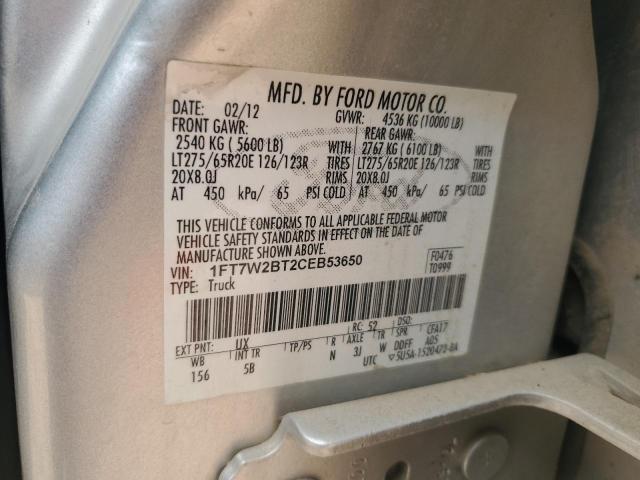 MFD. BY FORD MOTOR CO.
DATE: 02/12 GVWR: 4536 KG (10000 LB)
FRONT GAWR: REAR GAWR:
2540 KG ( 5600 LB) WITH 2767 KG ( 6100 LB) WITH
LT275/65R20E 126/123R TIRES LT275/65R20E 126/123R TIRES
20X8.0J RIMS 20X8.0J RIMS
AT 450 kPa/ 65 PSI COLD AT 450 kPa/ 65 PSI COLD
THIS VEHICLE CONFORMS TO ALL APPLICABLE FEDERAL MOTOR
VEHICLE SAFETY STANDARDS IN EFFECT ON THE DATE OF
MANUFACTURE SHOWN ABOVE.
VIN: 1FT7W2BT2CEB53650 F0476
TYPE: Truck T0999
EXT PNT: UX RC: 52 DSO:
WB INT TR TP/PS R AXLE TR SPR CFA17
156 5B N 3J W DDFF A05
UTC 5U5A-1520472-BA